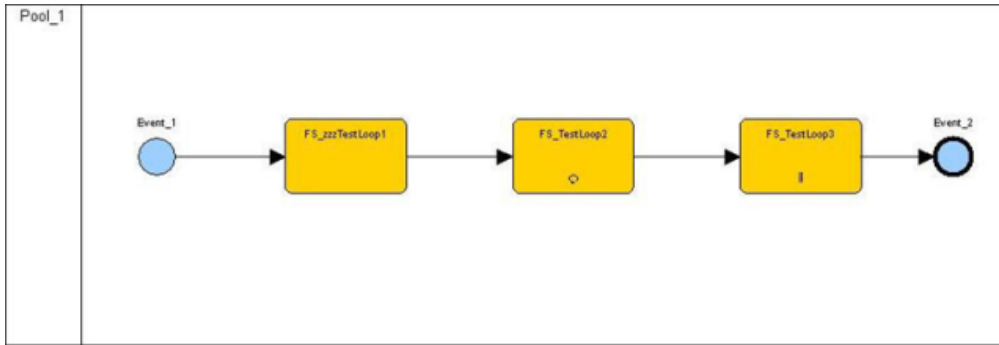 Pool_1
Event_1
FS_zzzTestLoop1
FS_TestLoop2
FS_TestLoop3
Event_2